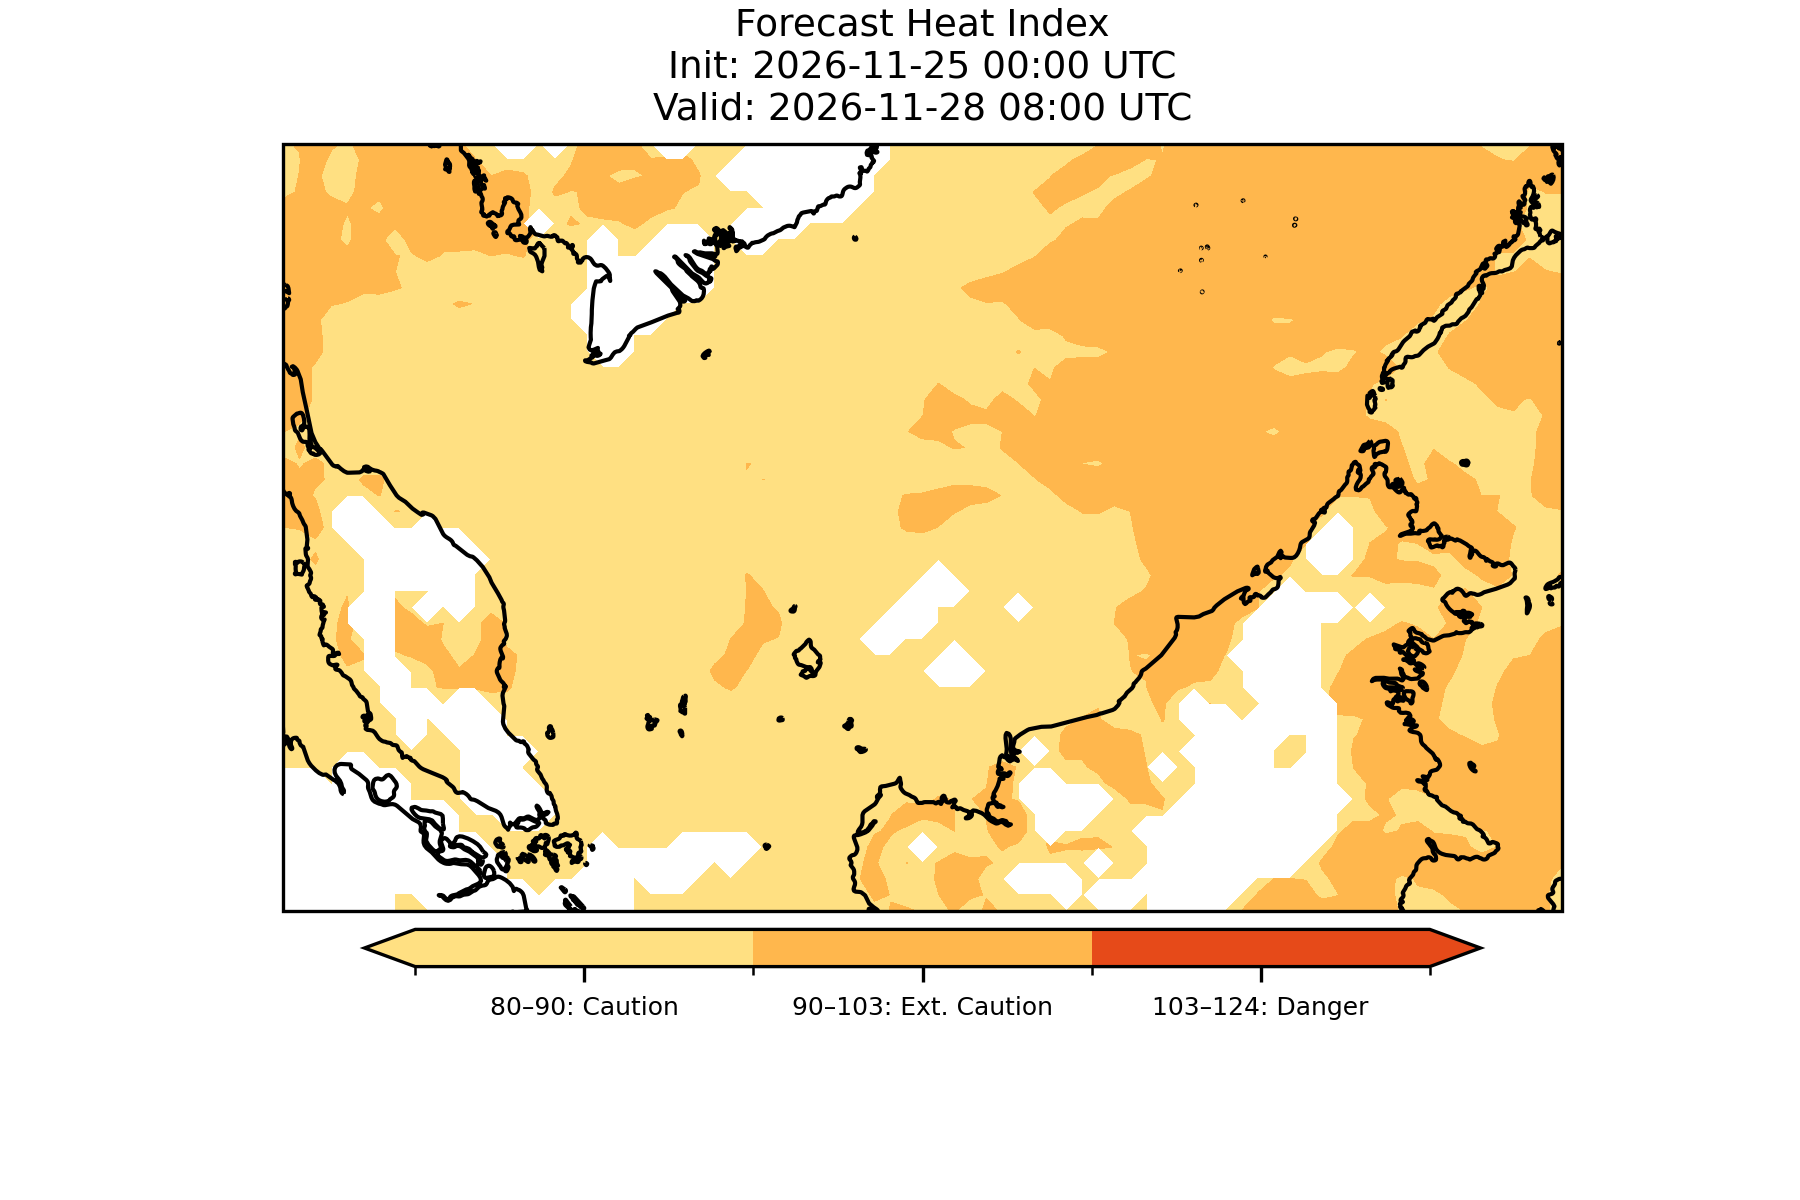 Forecast Heat Index
Init: 2026-11-25 00:00 UTC
Valid: 2026-11-28 08:00 UTC
80–90: Caution
90–103: Ext. Caution
103–124: Danger